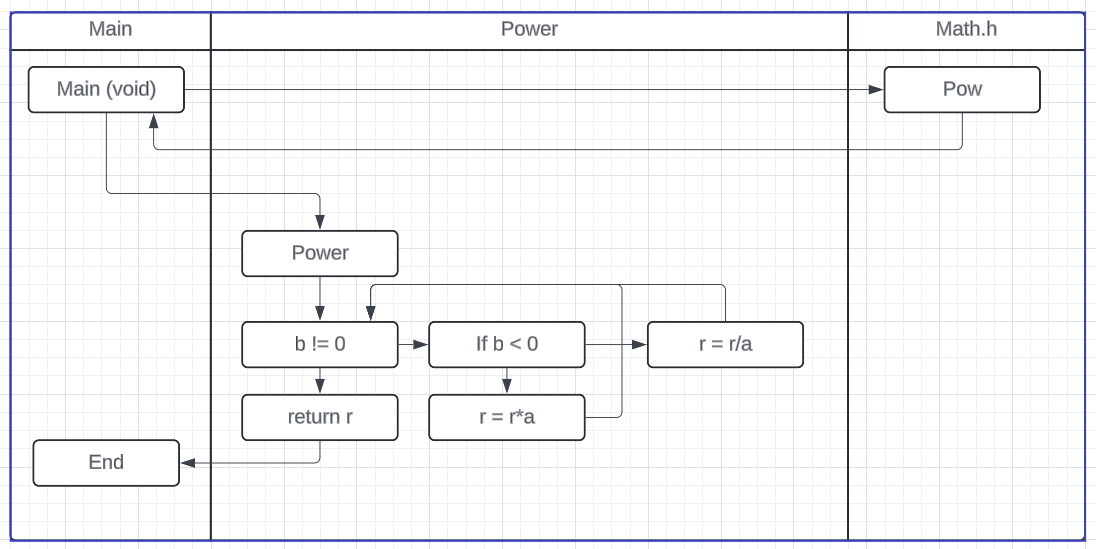 Main
Power
Math.h
Main (void)
Pow
Power
b != 0
If b < 0
r = r/a
return r
r = r*a
End